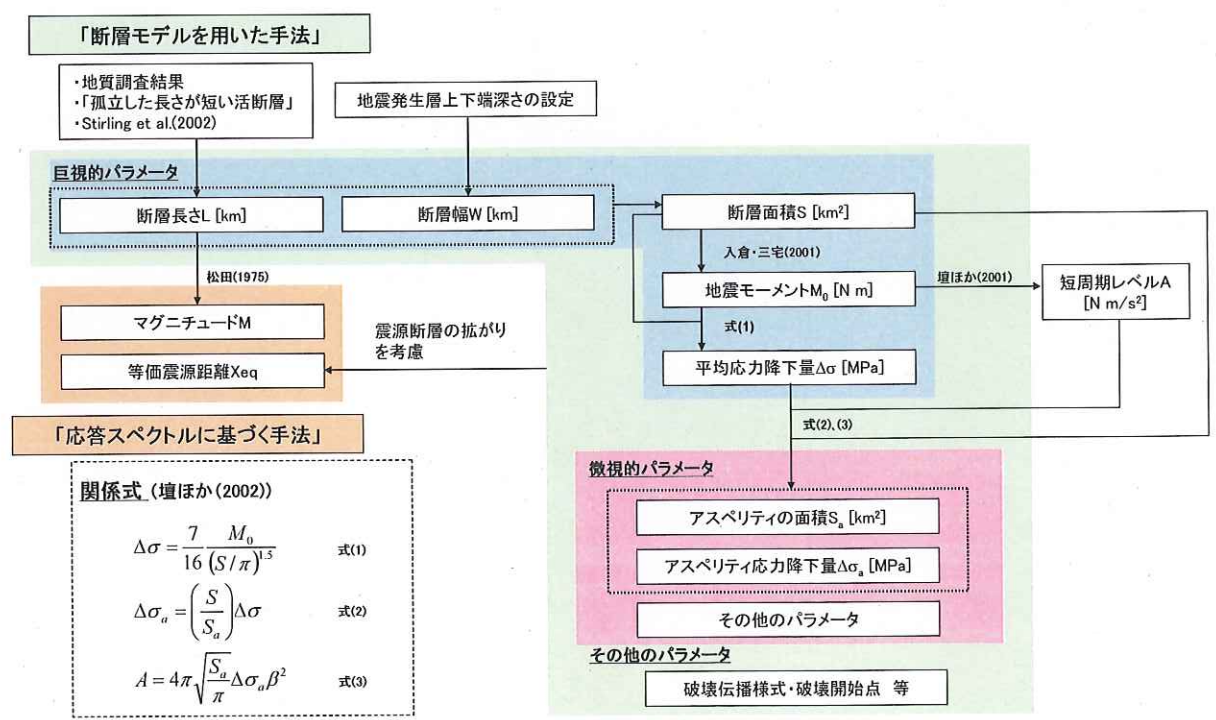 「断層モデルを用いた手法」
・地質調査結果
・「孤立した長さが短い活断層」
・Stirling et al.(2002)
地震発生層上下端深さの設定
巨視的パラメータ
断層長さL [km]
断層幅W [km]
断層面積S [km²]
入倉・三宅(2001)
松田(1975)
地震モーメントM₀ [N m]
壇ほか(2001)
短周期レベルA
[N m/s²]
マグニチュードM
式(1)
震源断層の拡がり
を考慮
等価震源距離Xeq
平均応力降下量Δσ [MPa]
「応答スペクトルに基づく手法」
式(2)、(3)
関係式 (壇ほか(2002))
Δσ = 7/16 M₀/(S/π)^1.5 式(1)
Δσₐ = (S/Sₐ)Δσ 式(2)
A = 4π√(Sₐ/π) Δσₐβ² 式(3)
微視的パラメータ
アスペリティの面積Sₐ [km²]
アスペリティ応力降下量Δσₐ [MPa]
その他のパラメータ
その他のパラメータ
破壊伝播様式・破壊開始点 等